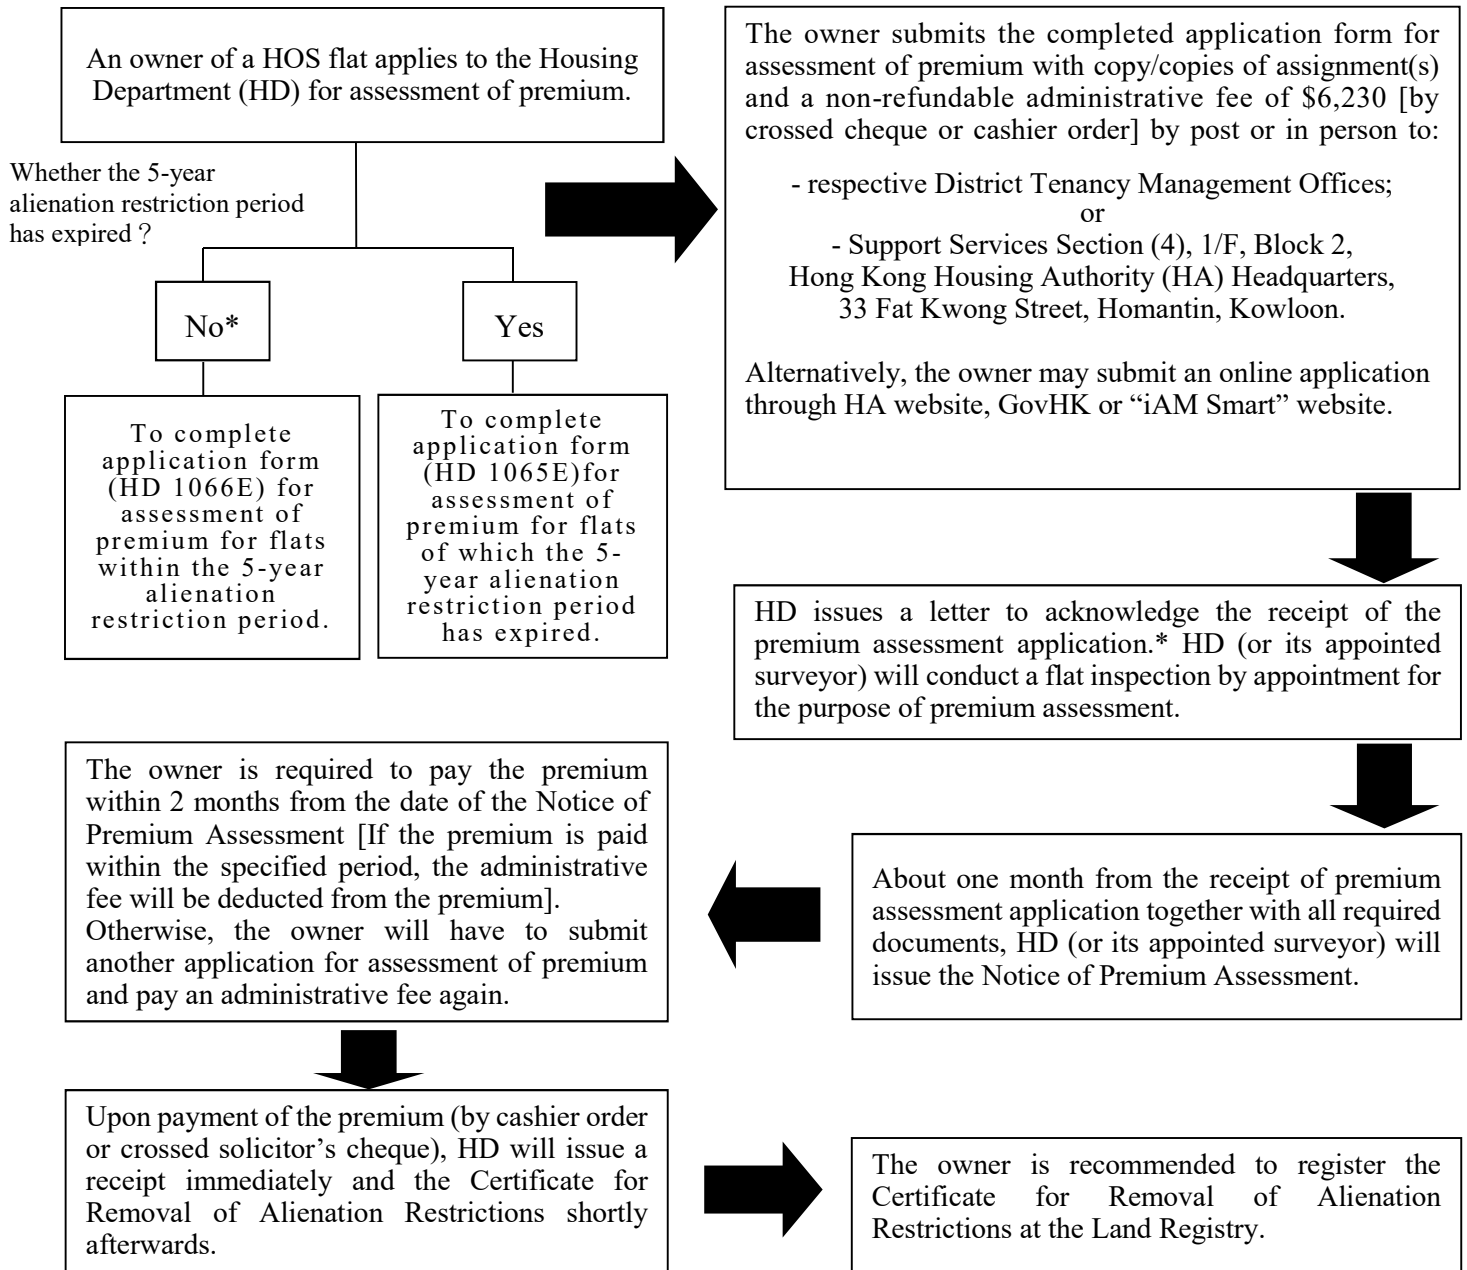 An owner of a HOS flat applies to the Housing
Department (HD) for assessment of premium.
Whether the 5-year
alienation restriction period
has expired？
No*
Yes
To complete
application form
(HD 1066E) for
assessment of
premium for flats
within the 5-year
alienation
restriction period.
To complete
application form
(HD 1065E)for
assessment of
premium for flats
of which the 5-
year alienation
restriction period
has expired.
The owner submits the completed application form for
assessment of premium with copy/copies of assignment(s)
and a non-refundable administrative fee of $6,230 [by
crossed cheque or cashier order] by post or in person to:
- respective District Tenancy Management Offices;
or
- Support Services Section (4), 1/F, Block 2,
Hong Kong Housing Authority (HA) Headquarters,
33 Fat Kwong Street, Homantin, Kowloon.
Alternatively, the owner may submit an online application
through HA website, GovHK or “iAM Smart” website.
HD issues a letter to acknowledge the receipt of the
premium assessment application.* HD (or its appointed
surveyor) will conduct a flat inspection by appointment for
the purpose of premium assessment.
About one month from the receipt of premium
assessment application together with all required
documents, HD (or its appointed surveyor) will
issue the Notice of Premium Assessment.
The owner is required to pay the premium
within 2 months from the date of the Notice of
Premium Assessment [If the premium is paid
within the specified period, the administrative
fee will be deducted from the premium].
Otherwise, the owner will have to submit
another application for assessment of premium
and pay an administrative fee again.
Upon payment of the premium (by cashier order
or crossed solicitor’s cheque), HD will issue a
receipt immediately and the Certificate for
Removal of Alienation Restrictions shortly
afterwards.
The owner is recommended to register the
Certificate for Removal of Alienation
Restrictions at the Land Registry.